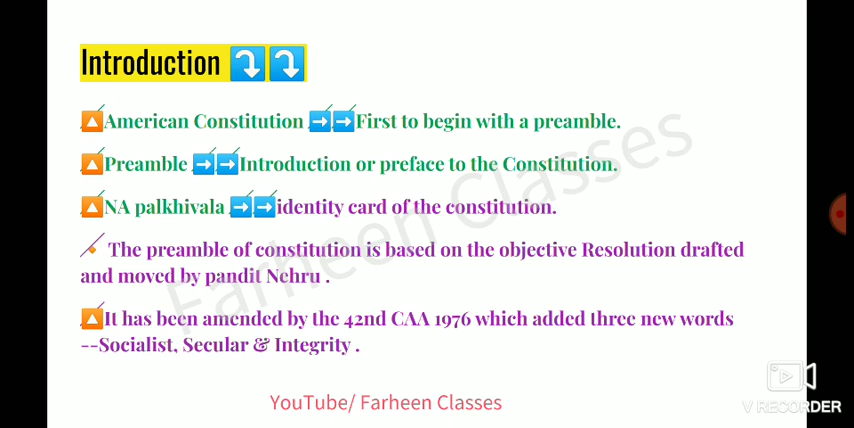 Introduction ⤵️⤵️
🔼American Constitution ➡️➡️First to begin with a preamble.
🔼Preamble ➡️➡️Introduction or preface to the Constitution.
🔼NA palkhivala ➡️➡️identity card of the constitution.
🔸 The preamble of constitution is based on the objective Resolution drafted
and moved by pandit Nehru .
🔼It has been amended by the 42nd CAA 1976 which added three new words
--Socialist, Secular & Integrity .
Farheen Classes
YouTube/ Farheen Classes
V RECORDER